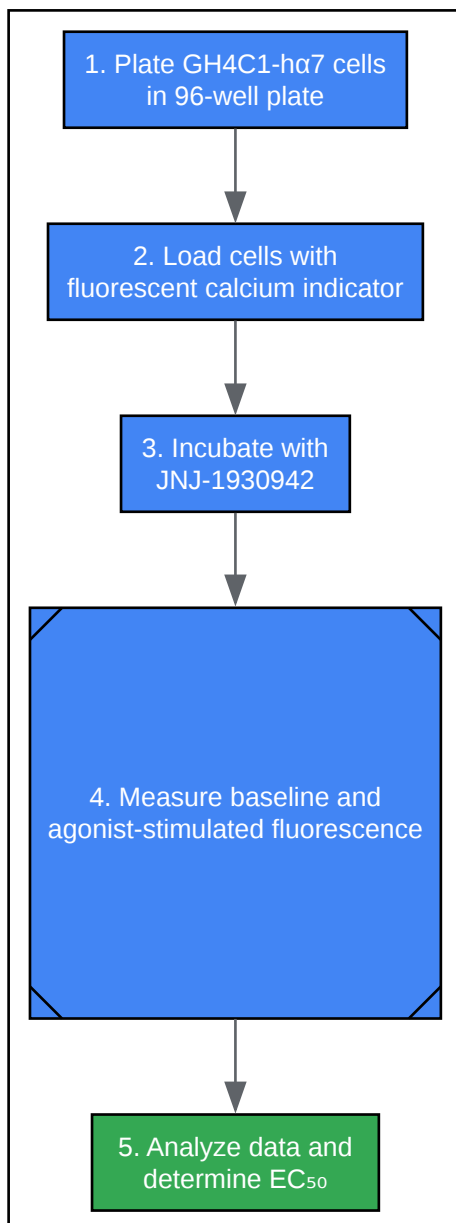 1. Plate GH4C1-hα7 cells
in 96-well plate
2. Load cells with
fluorescent calcium indicator
3. Incubate with
JNJ-1930942
4. Measure baseline and
agonist-stimulated fluorescence
5. Analyze data and
determine EC₅₀